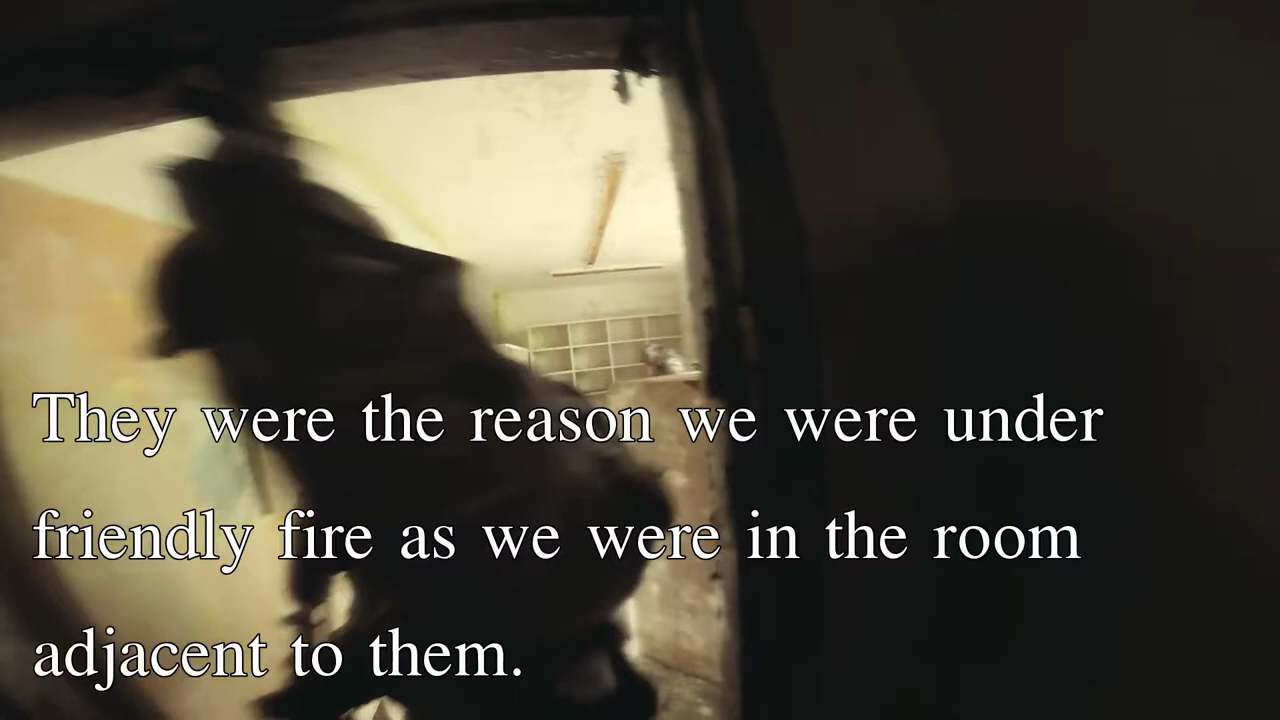 They were the reason we were under
friendly fire as we were in the room
adjacent to them.